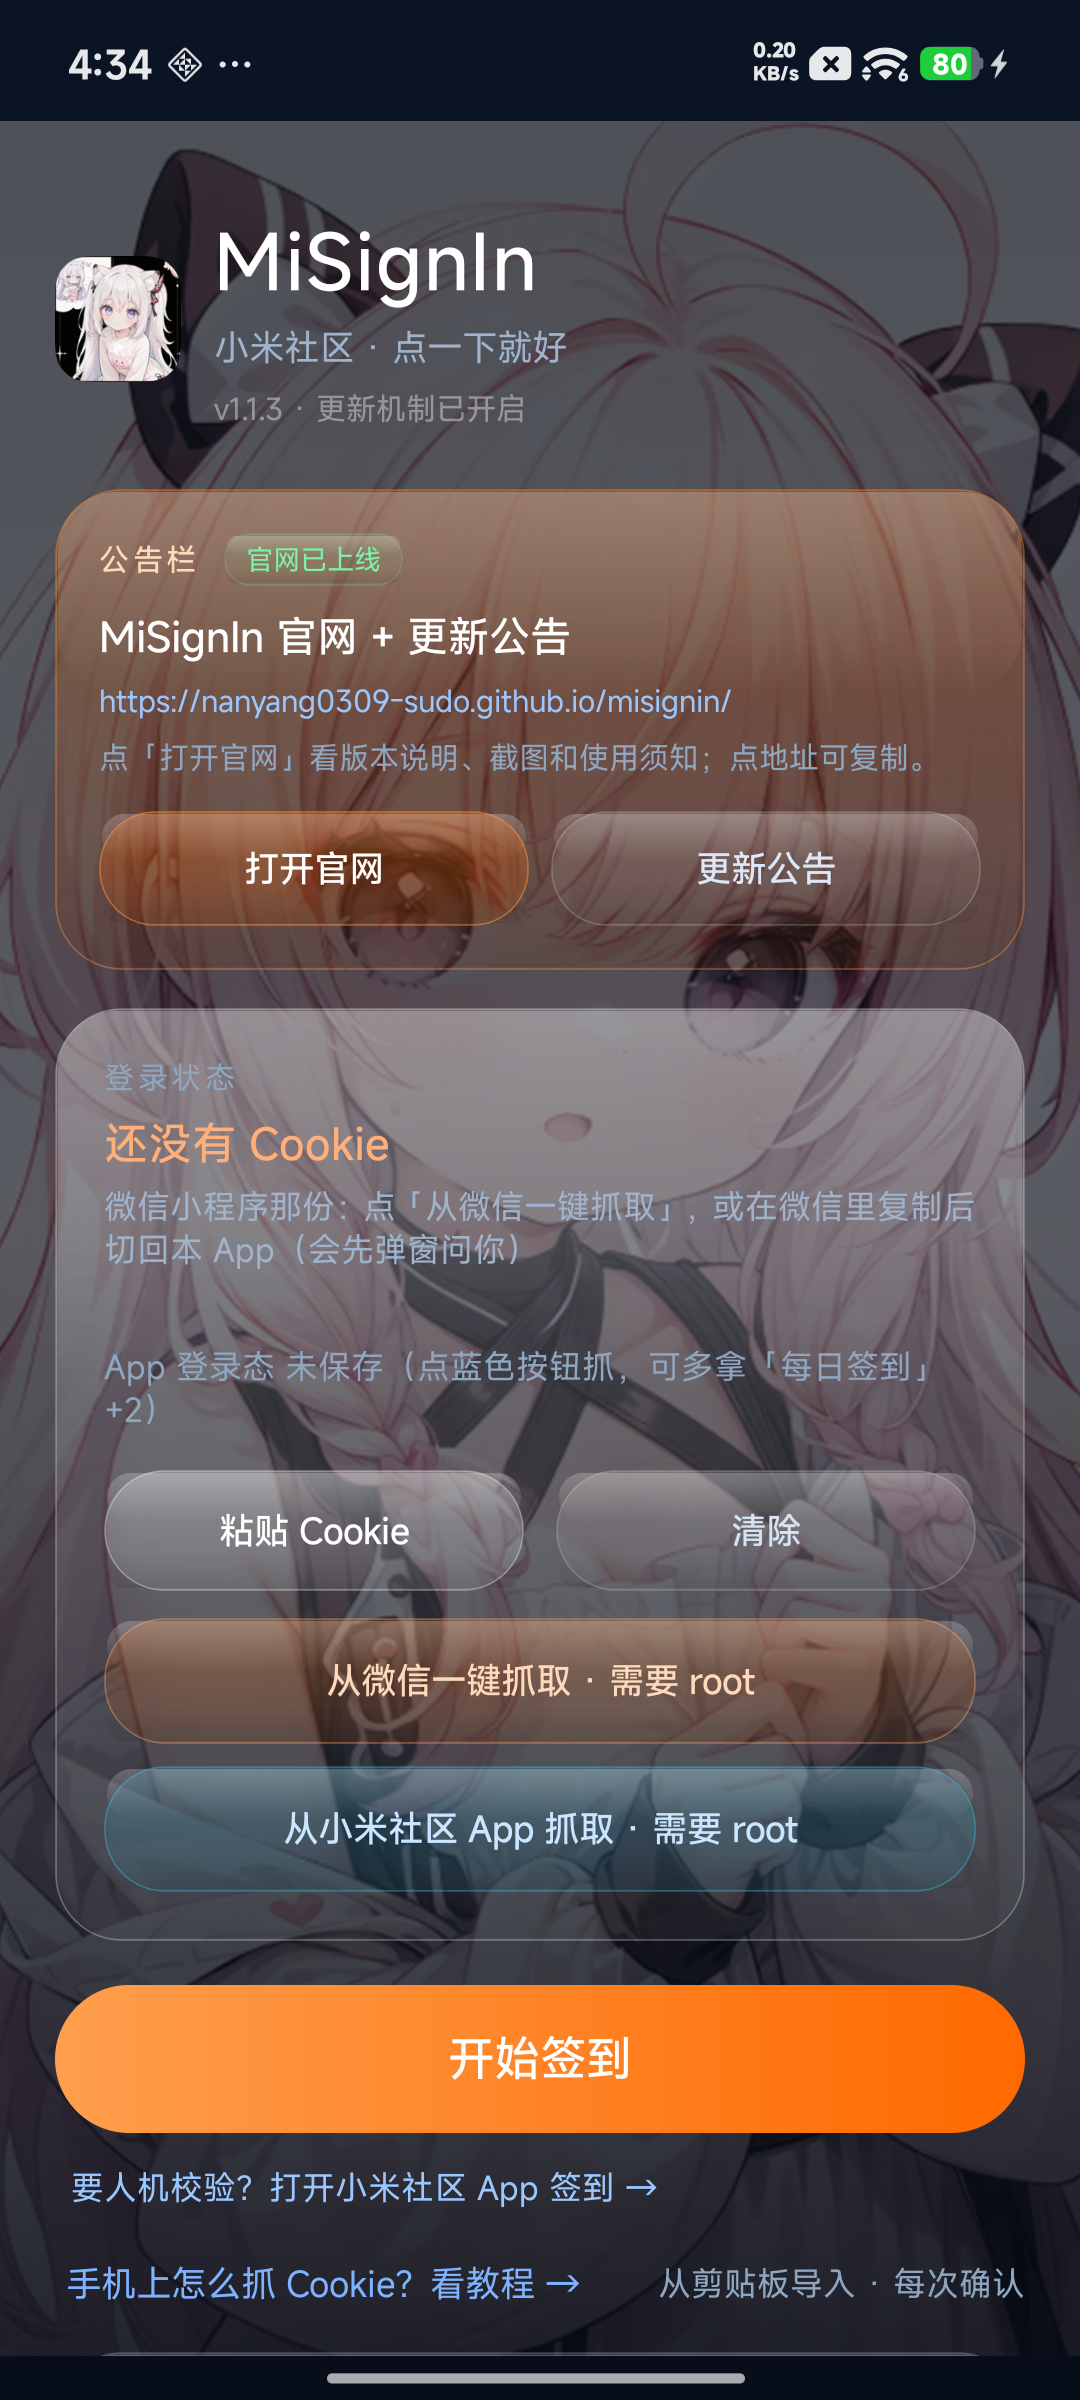 4:34 ···
0.20 KB/s 6 80
MiSignIn
小米社区 · 点一下就好
v1.1.3 · 更新机制已开启
公告栏 官网已上线
MiSignIn 官网 + 更新公告
https://nanyang0309-sudo.github.io/misignin/
点「打开官网」看版本说明、截图和使用须知；点地址可复制。
打开官网 更新公告
登录状态
还没有 Cookie
微信小程序那份：点「从微信一键抓取」，或在微信里复制后
切回本 App（会先弹窗问你）
App 登录态 未保存（点蓝色按钮抓，可多拿「每日签到」
+2）
粘贴 Cookie 清除
从微信一键抓取 · 需要 root
从小米社区 App 抓取 · 需要 root
开始签到
要人机校验？打开小米社区 App 签到 →
手机上怎么抓 Cookie？看教程 → 从剪贴板导入 · 每次确认